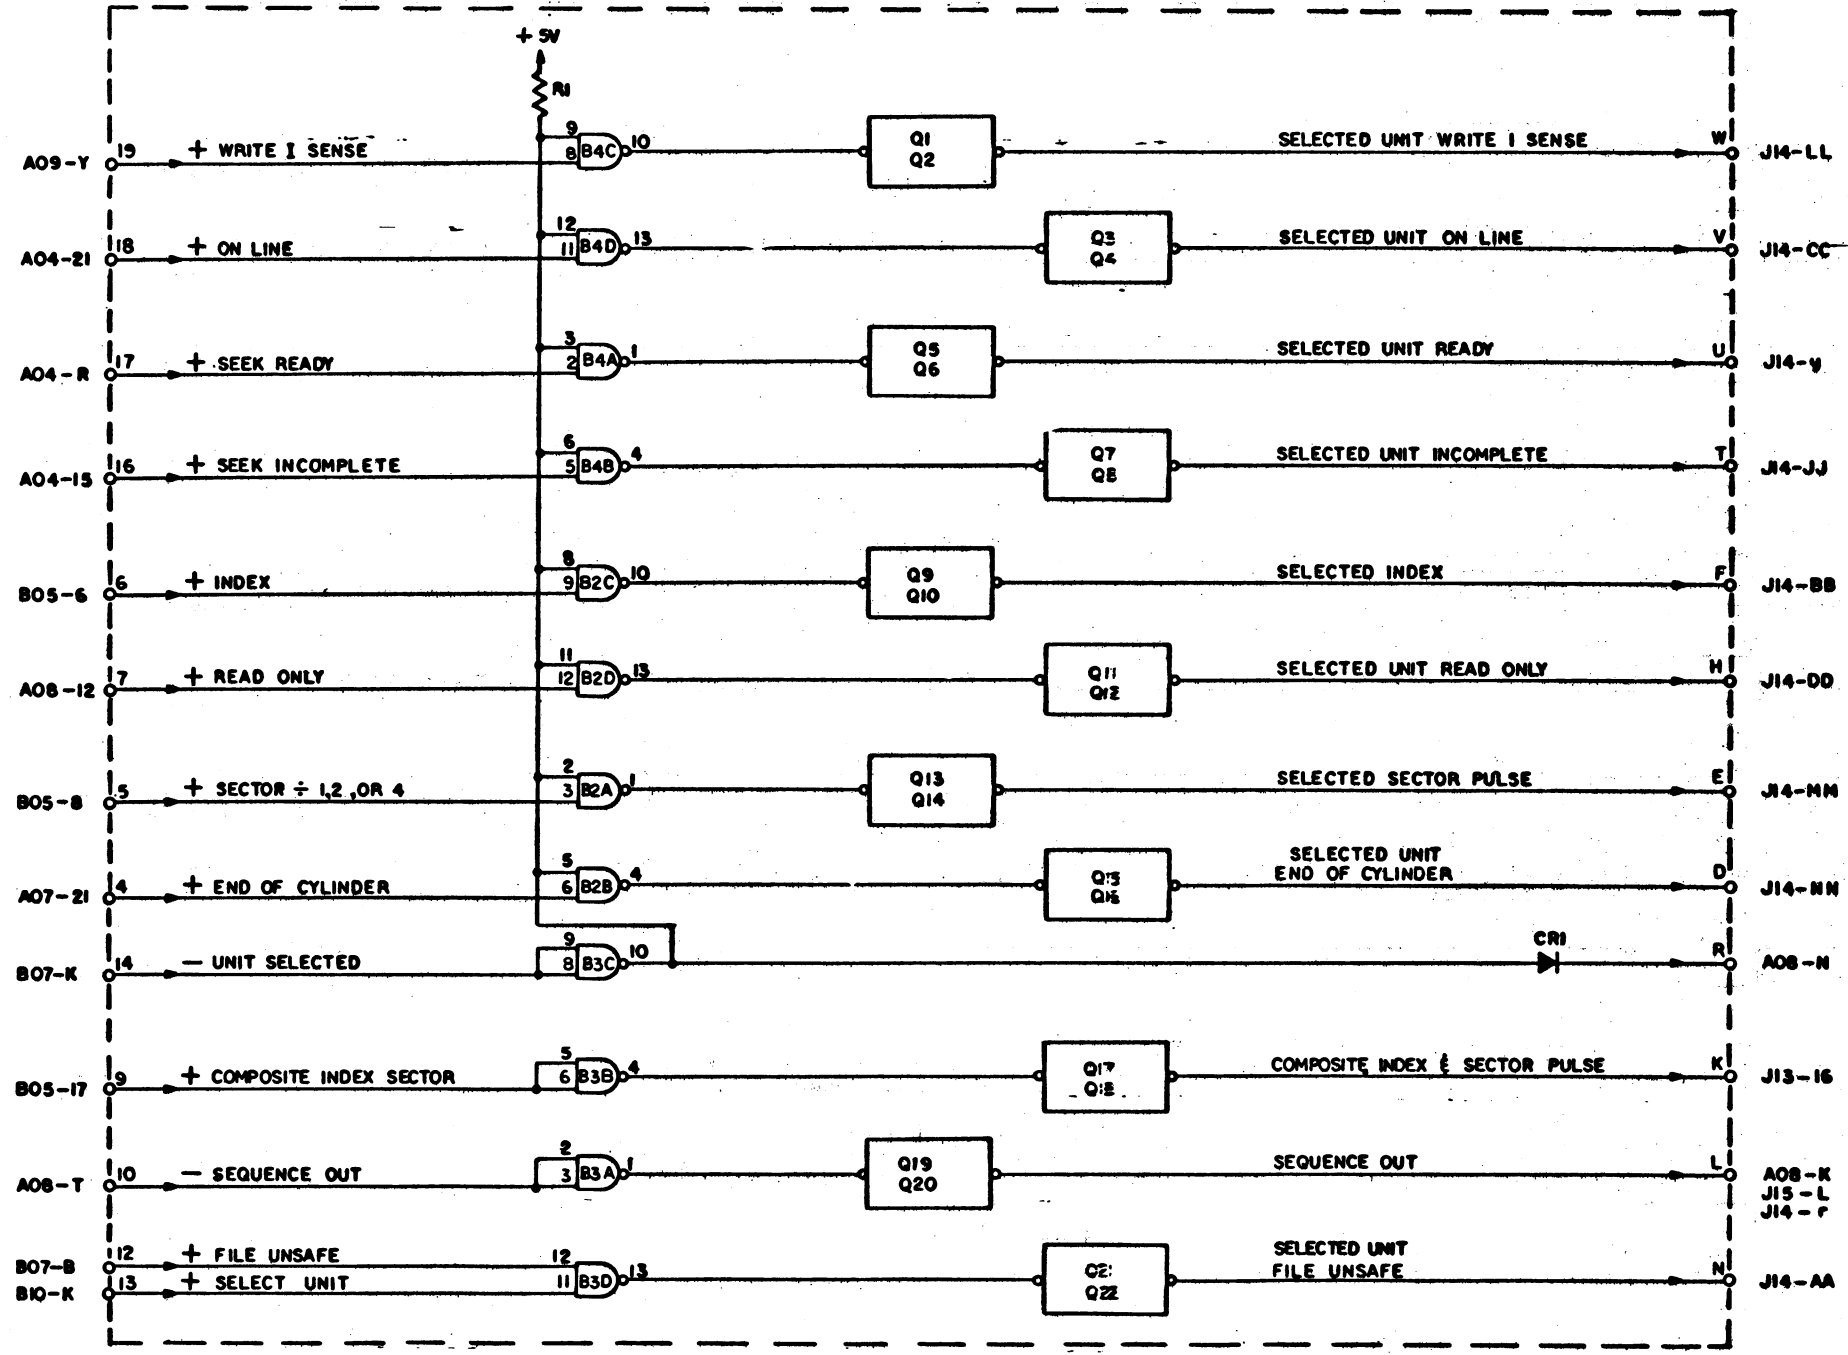 + 5V
R1
A09-Y 19 + WRITE I SENSE 9 8 B4C 10 Q1 Q2 SELECTED UNIT WRITE I SENSE W J14-LL
A04-21 18 + ON LINE 12 11 B4D 13 Q3 Q4 SELECTED UNIT ON LINE V J14-CC
A04-R 17 + SEEK READY 3 2 B4A 1 Q5 Q6 SELECTED UNIT READY U J14-y
A04-15 16 + SEEK INCOMPLETE 6 5 B4B 4 Q7 Q8 SELECTED UNIT INCOMPLETE T J14-JJ
B05-6 6 + INDEX 8 9 B2C 10 Q9 Q10 SELECTED INDEX F J14-BB
A08-12 7 + READ ONLY 11 12 B2D 13 Q11 Q12 SELECTED UNIT READ ONLY H J14-DD
B05-8 5 + SECTOR ÷ 1,2,OR 4 2 3 B2A 1 Q13 Q14 SELECTED SECTOR PULSE E J14-MM
A07-21 4 + END OF CYLINDER 5 6 B2B 4 Q15 Q16 SELECTED UNIT END OF CYLINDER D J14-NN
B07-K 14 - UNIT SELECTED 9 8 B3C 10 CR1 R A08-N
B05-17 9 + COMPOSITE INDEX SECTOR 5 6 B3B 4 Q17 Q18 COMPOSITE INDEX & SECTOR PULSE K J13-16
A08-T 10 - SEQUENCE OUT 2 3 B3A 1 Q19 Q20 SEQUENCE OUT L A08-K
J15-L
J14-r
B07-B 12 + FILE UNSAFE 12 B3D 13 Q21 Q22 SELECTED UNIT FILE UNSAFE N J14-AA
B10-K 13 + SELECT UNIT 11